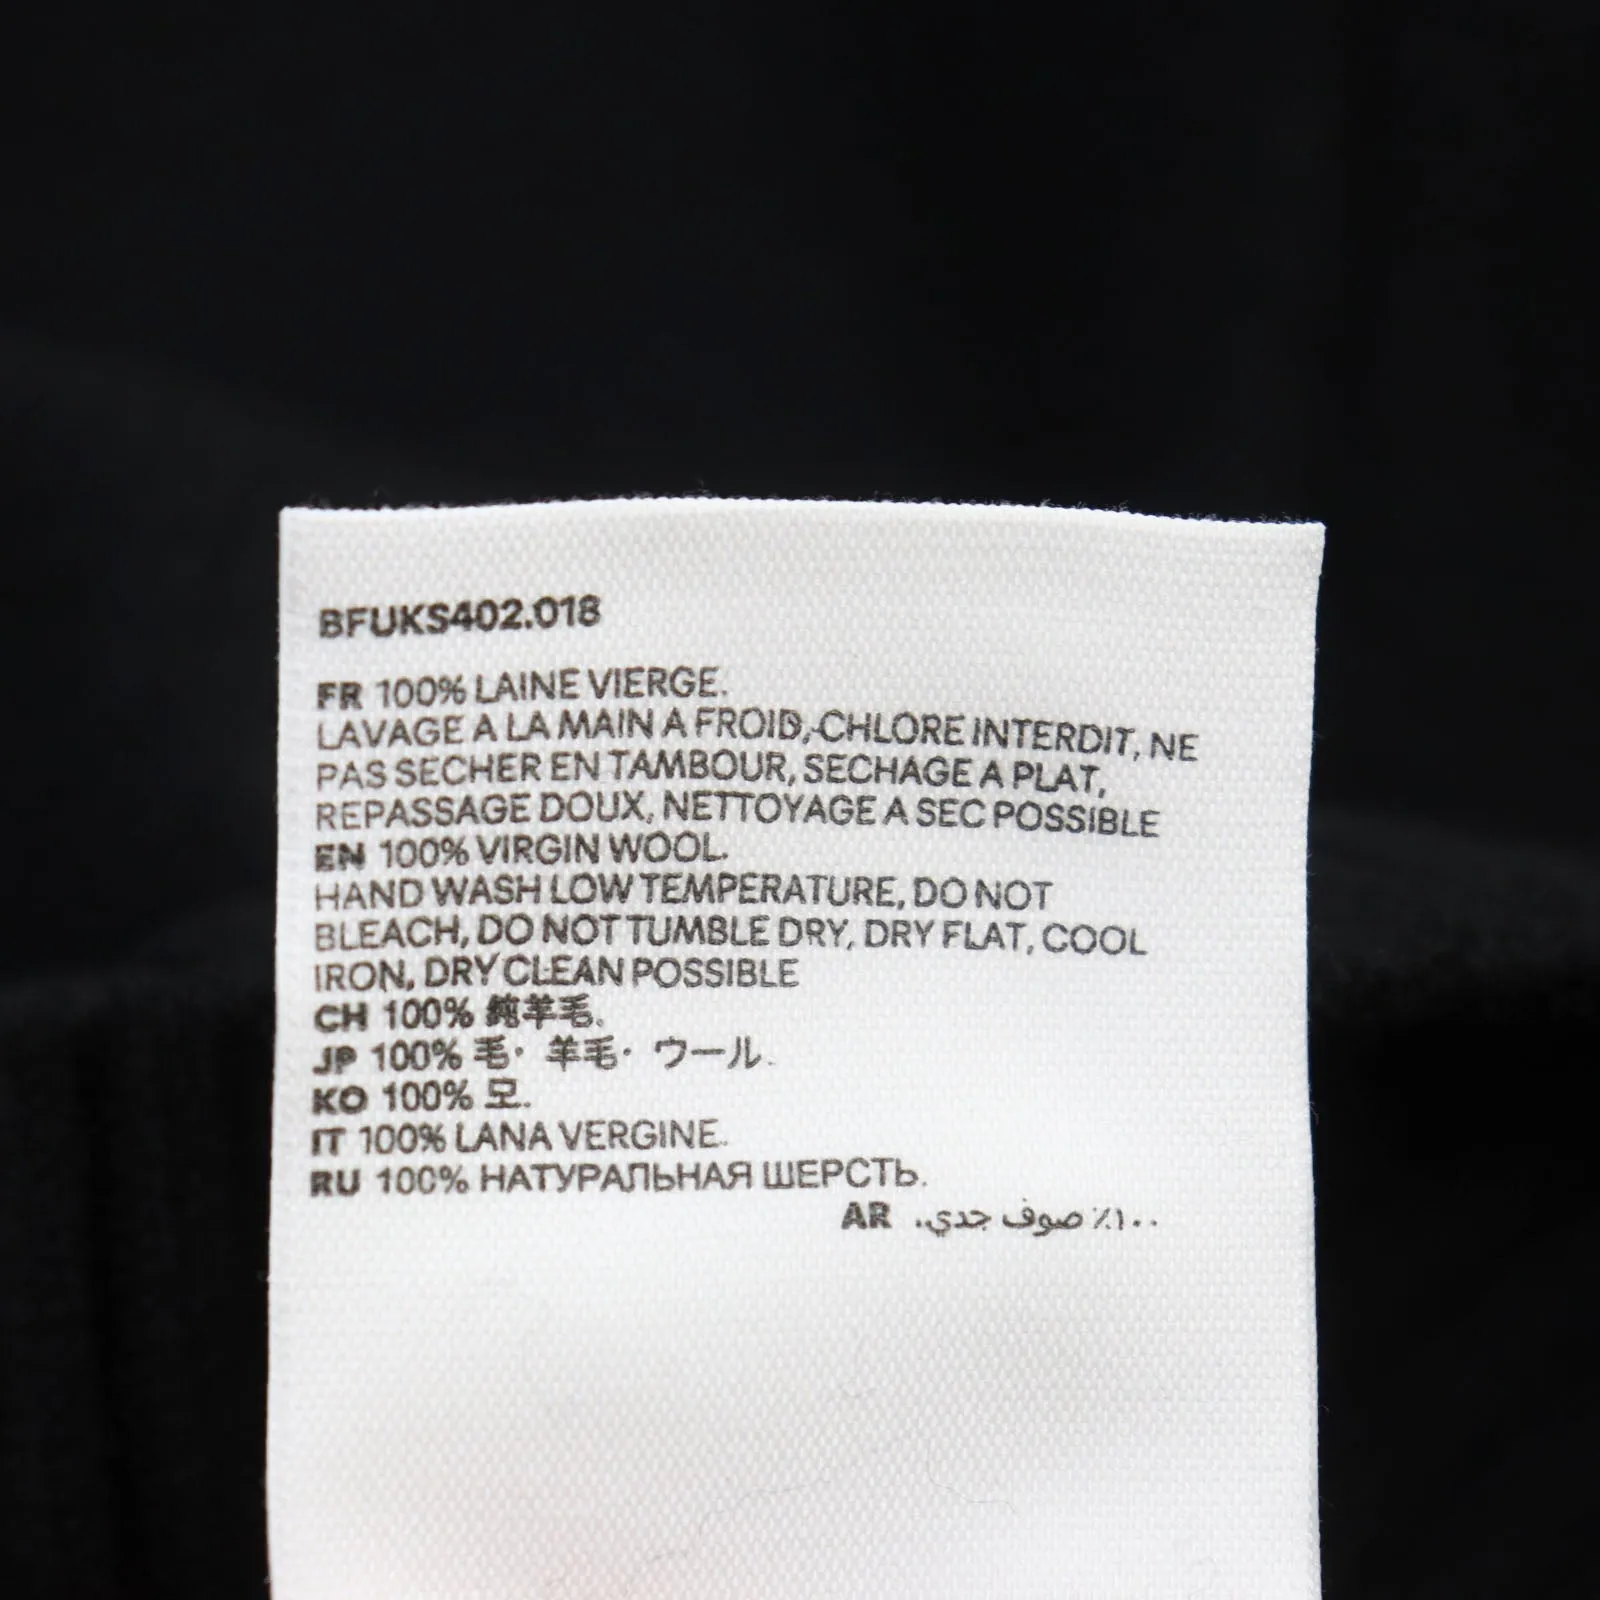 BFUKS402.018
FR 100% LAINE VIERGE.
LAVAGE A LA MAIN A FROID, CHLORE INTERDIT, NE
PAS SECHER EN TAMBOUR, SECHAGE A PLAT,
REPASSAGE DOUX, NETTOYAGE A SEC POSSIBLE
EN 100% VIRGIN WOOL.
HAND WASH LOW TEMPERATURE, DO NOT
BLEACH, DO NOT TUMBLE DRY, DRY FLAT, COOL
IRON, DRY CLEAN POSSIBLE
CH 100% 純羊毛.
JP 100% 毛・ 羊毛・ ウール.
KO 100% 모.
IT 100% LANA VERGINE.
RU 100% НАТУРАЛЬНАЯ ШЕРСТЬ.
AR ١٠٠٪ صوف جدي.